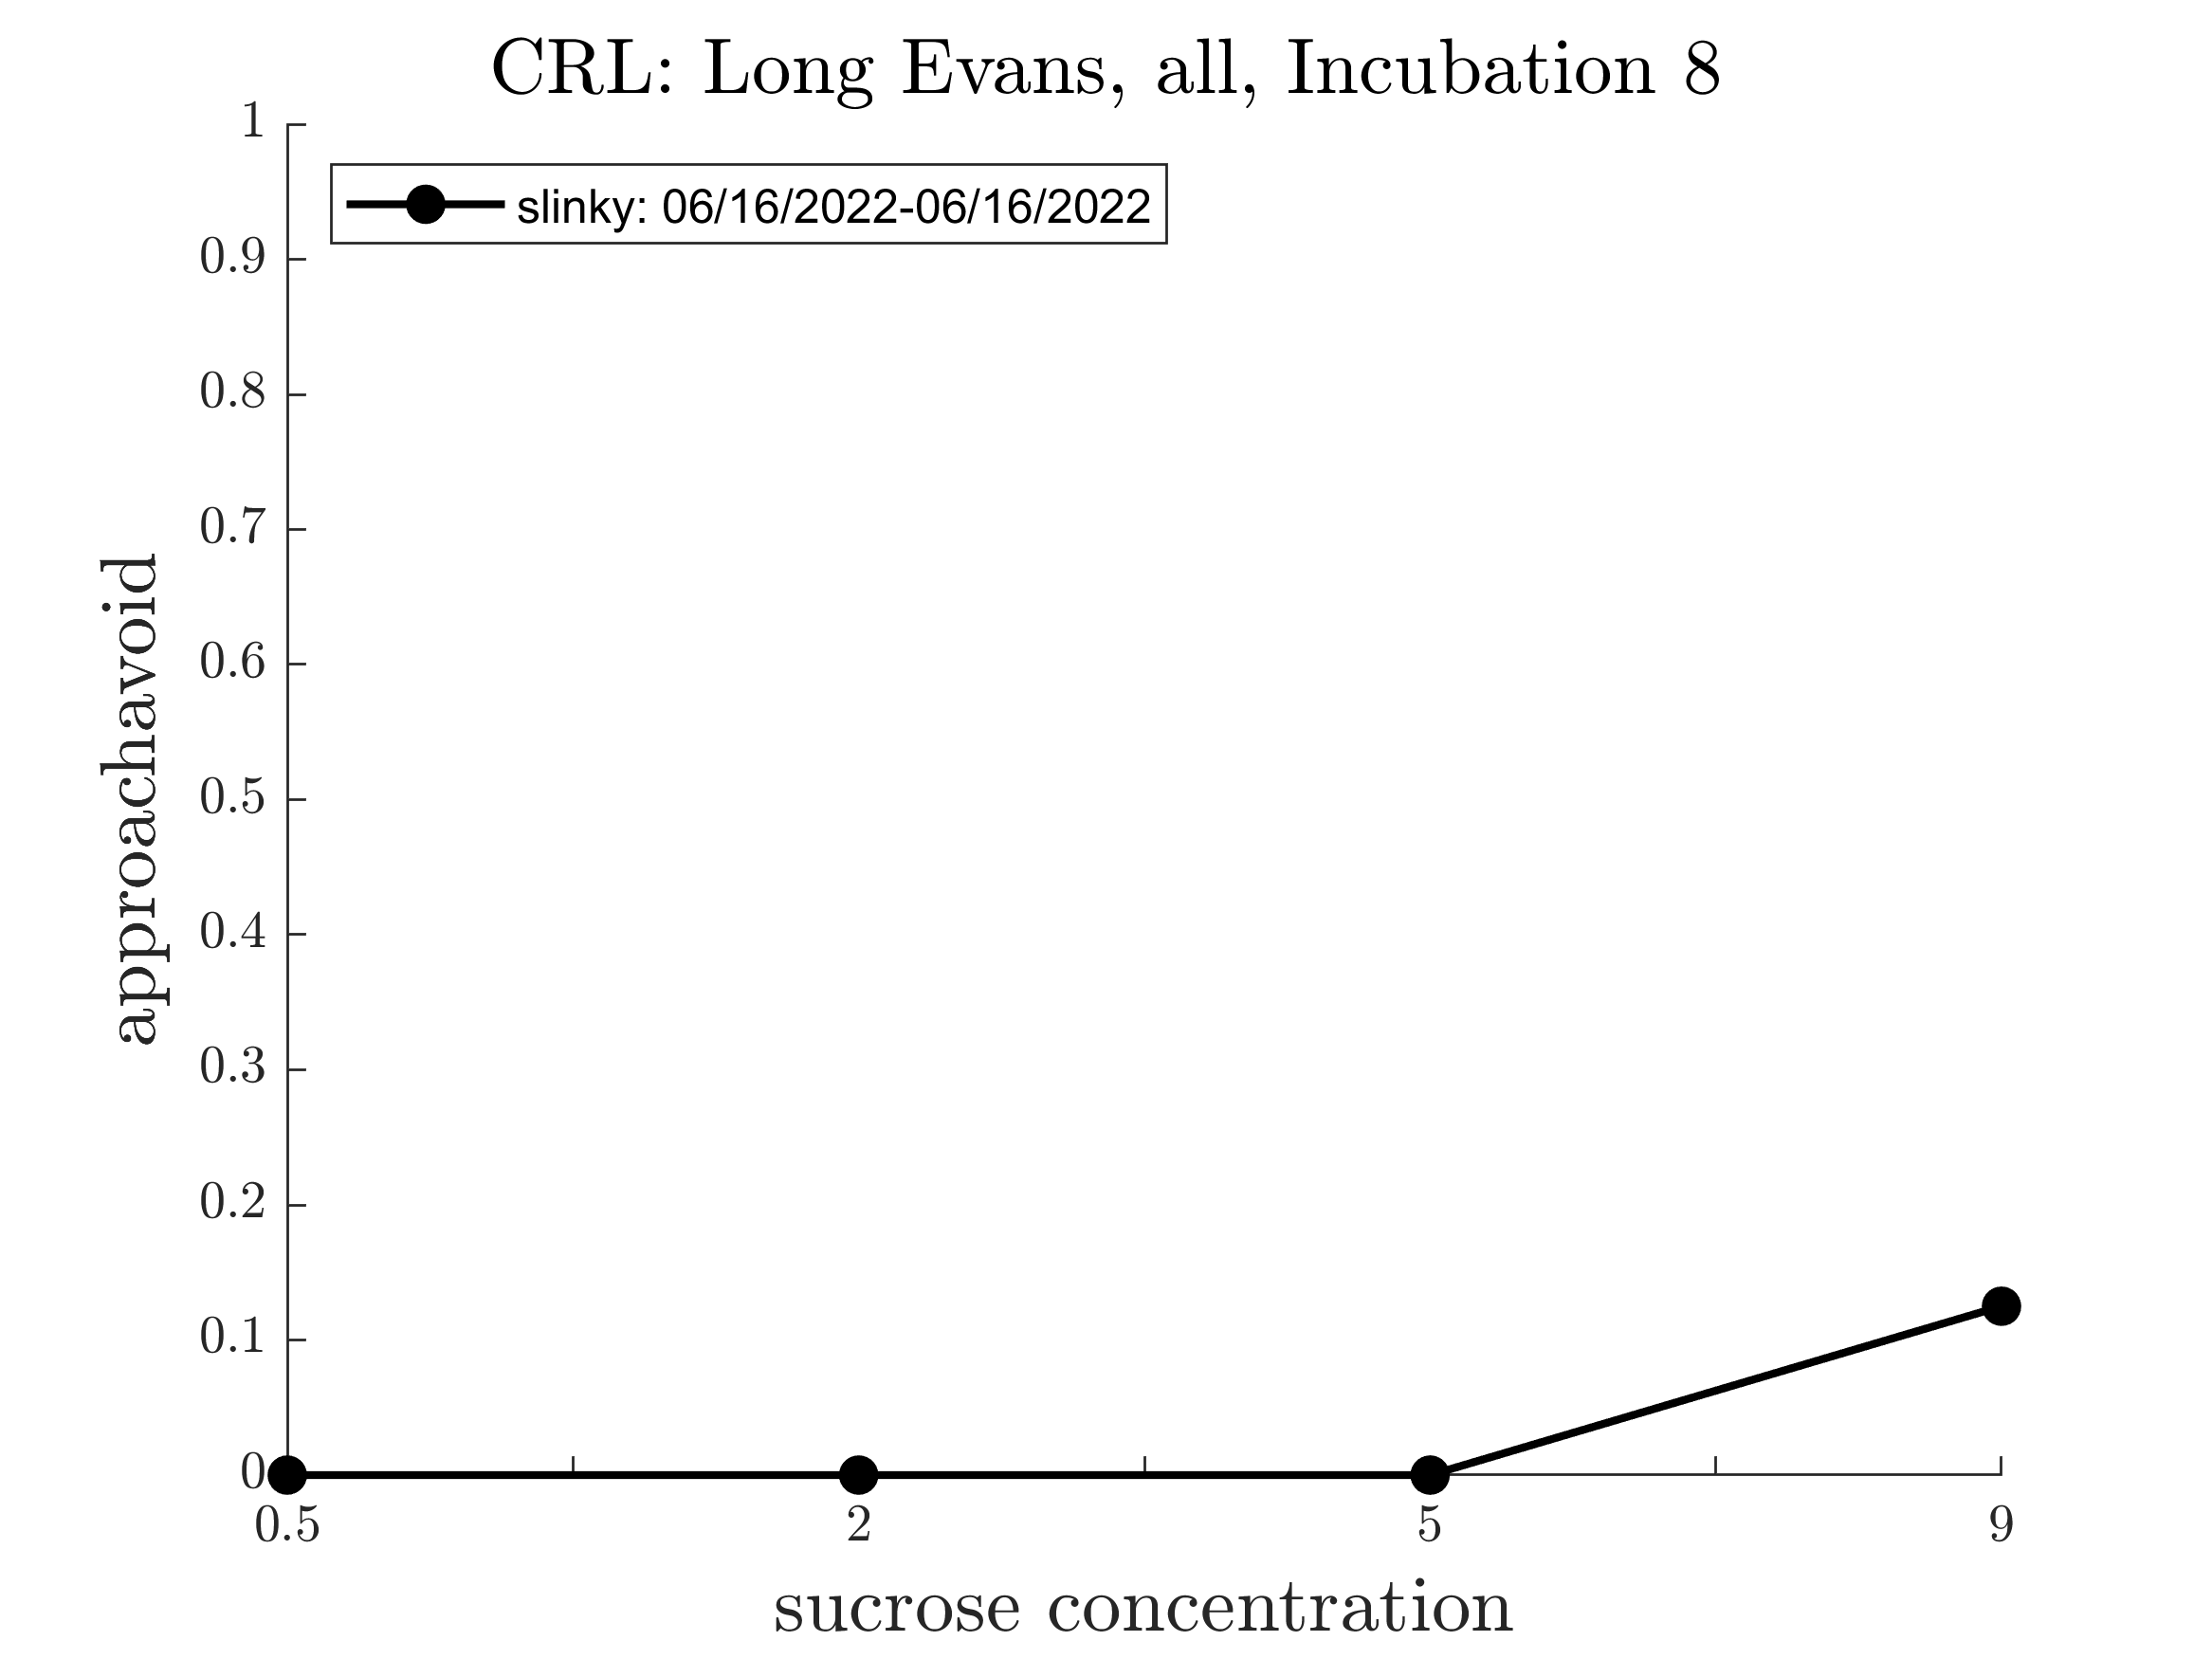 CRL: Long Evans, all, Incubation 8
1
slinky: 06/16/2022-06/16/2022
0.9
0.8
0.7
0.6
approachavoid
0.5
0.4
0.3
0.2
0.1
0
0.5 2 5 9
sucrose concentration